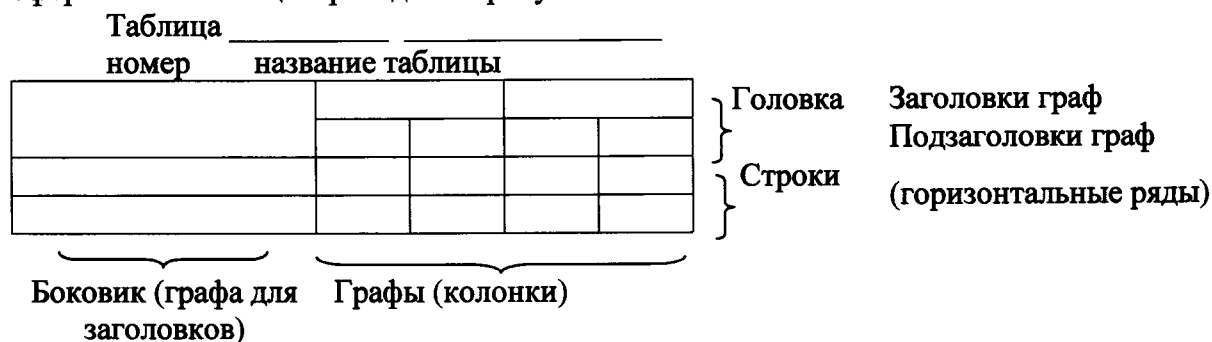 Таблица
номер название таблицы
Головка Заголовки граф
Подзаголовки граф
Строки (горизонтальные ряды)
Боковик (графа для заголовков)
Графы (колонки)